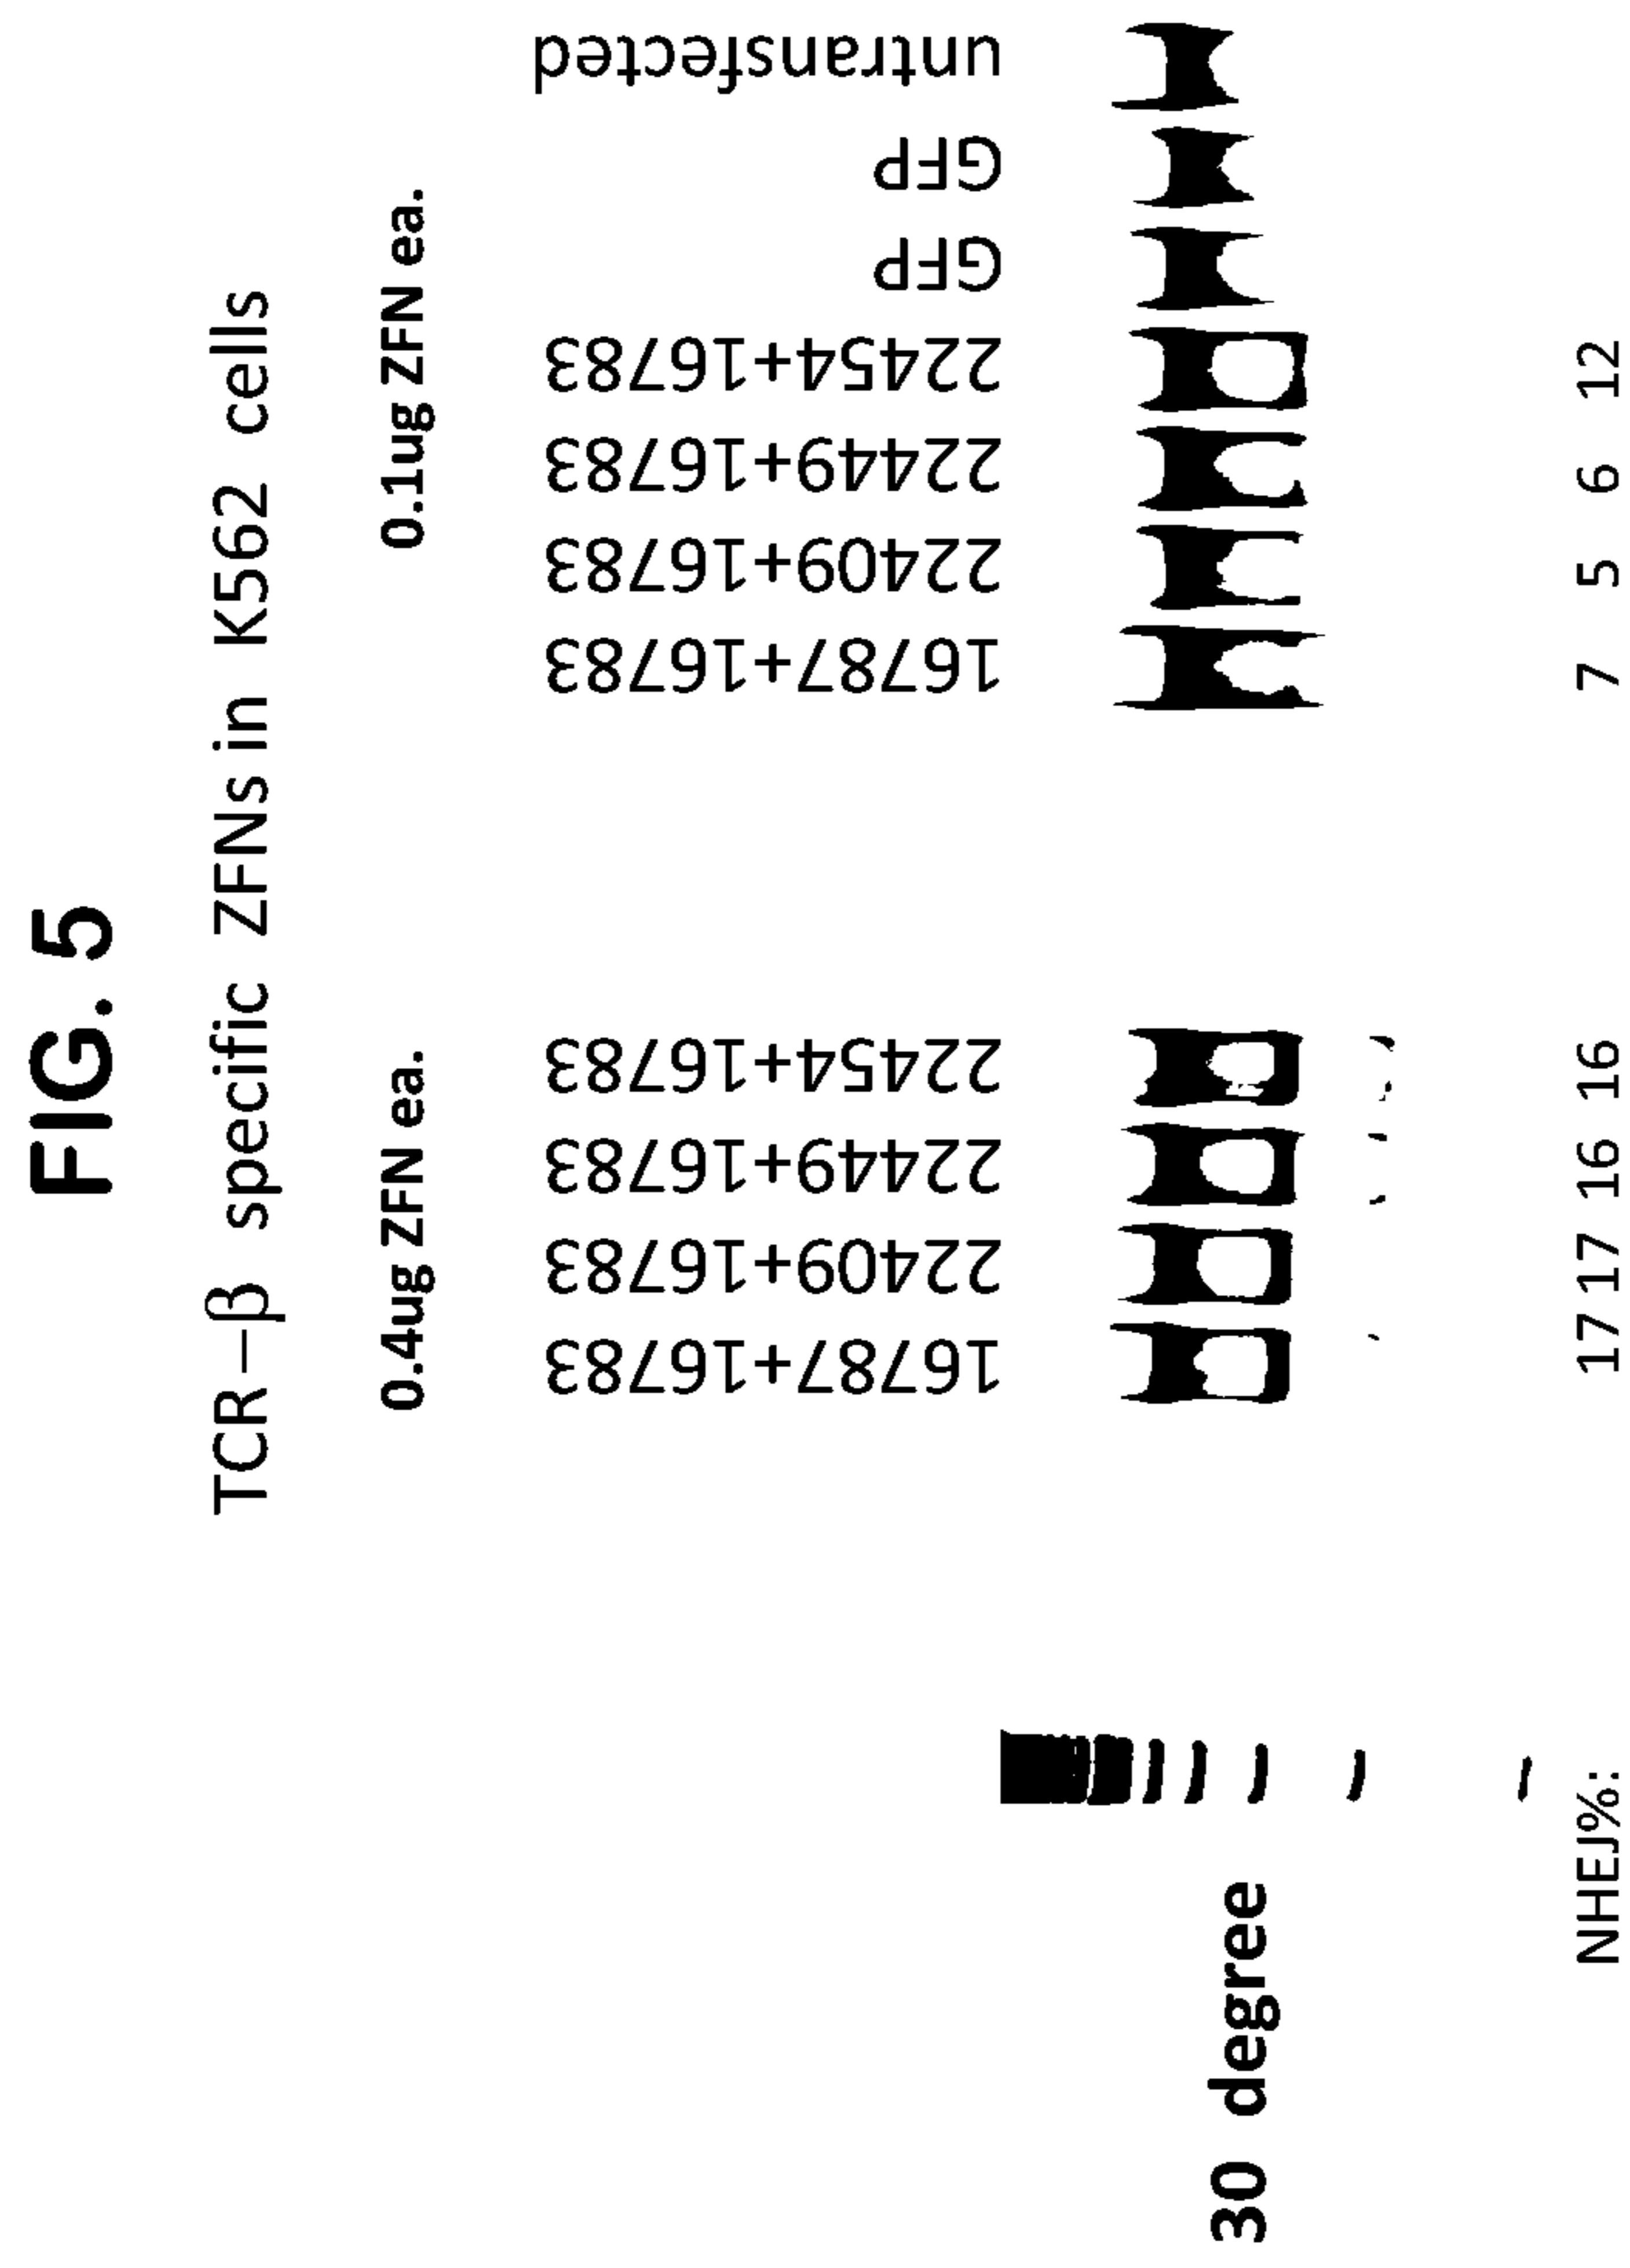 FIG. 5
TCR-β specific ZFNs in K562 cells
0.4ug ZFN ea.
0.1ug ZFN ea.
16787+16783
22409+16783
22449+16783
22454+16783
16787+16783
22409+16783
22449+16783
22454+16783
GFP
GFP
untransfected
30 degree
NHEJ%: 17 17 16 16 7 5 6 12